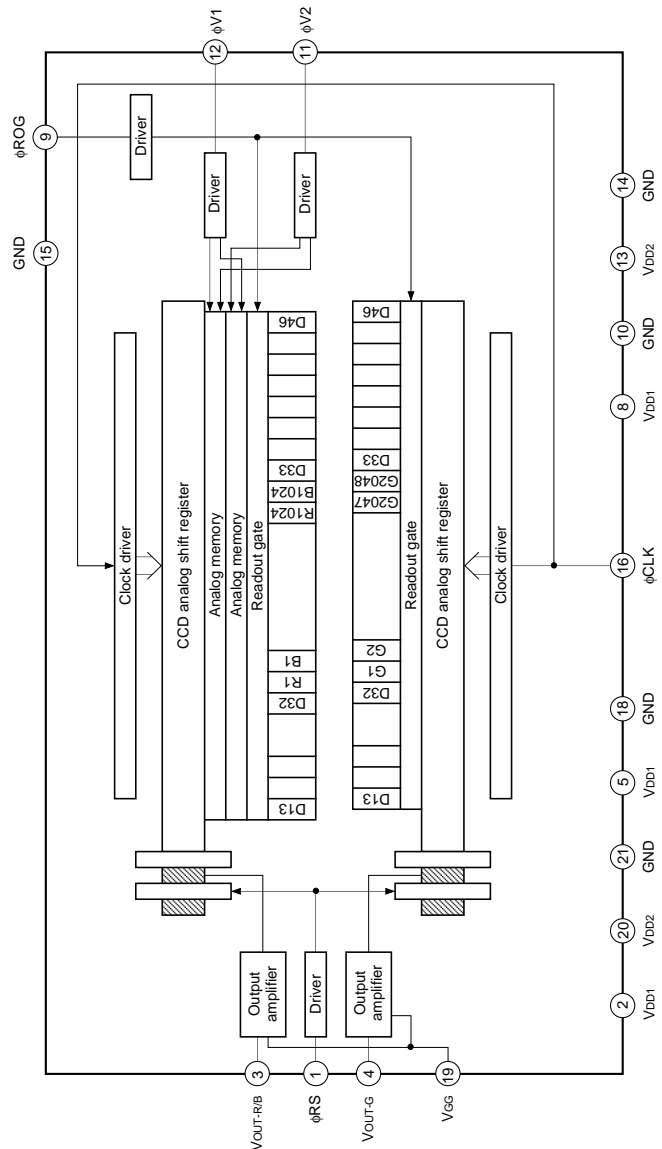 φV1
12
φV2
11
φROG
9
Driver
Driver
Driver
GND
15
14
GND
13
VDD2
10
GND
8
VDD1
16
φCLK
18
GND
5
VDD1
21
GND
20
VDD2
2
VDD1
Clock driver
CCD analog shift register
Analog memory
Analog memory
Readout gate
D46
D33
B1024
R1024
B1
R1
D32
D13
D46
D33
G2048
G2047
G2
G1
D32
D13
Readout gate
CCD analog shift register
Clock driver
Output
amplifier
Driver
Output
amplifier
3
VOUT-R/B
1
φRS
4
VOUT-G
19
VGG